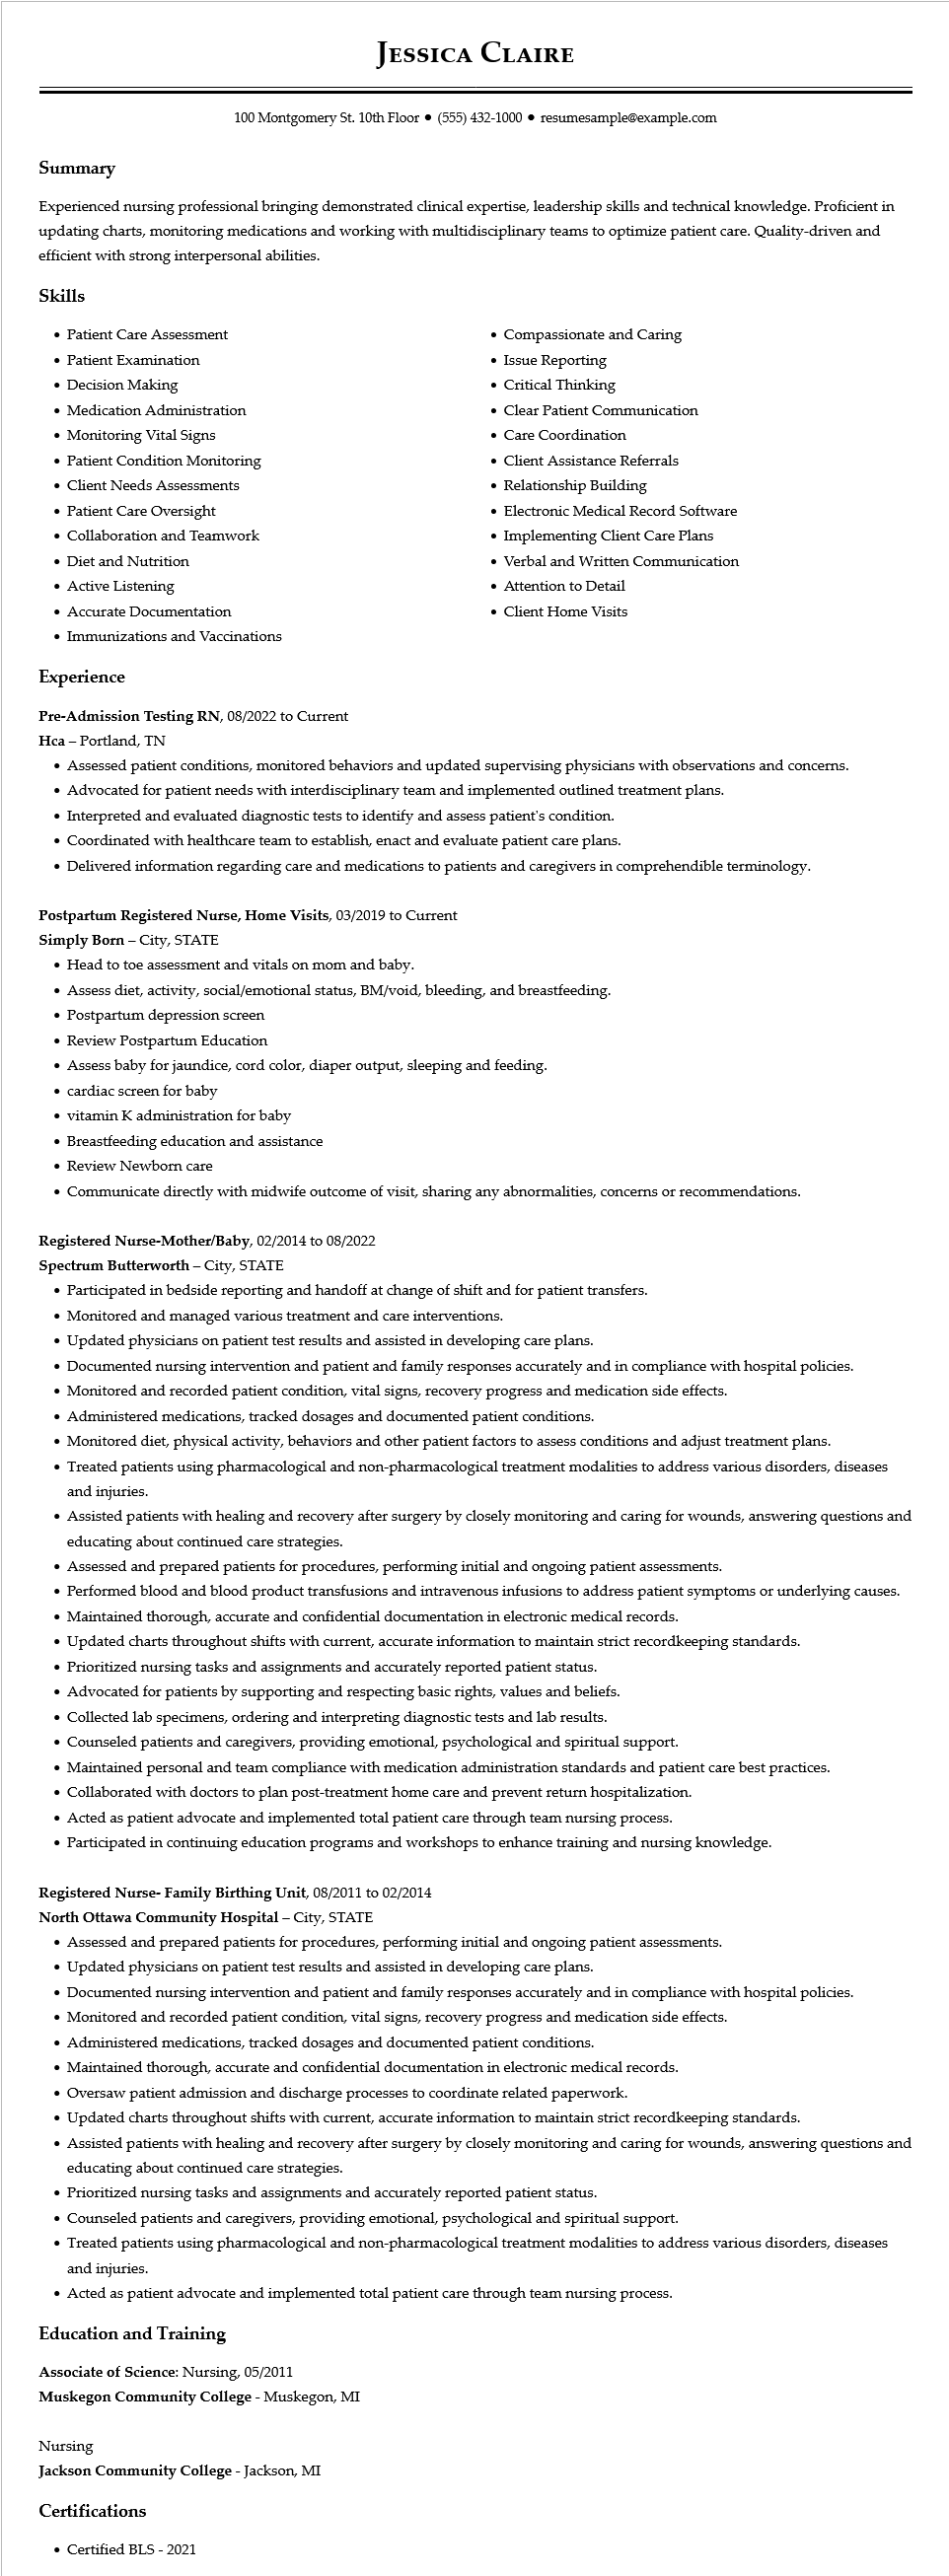 Jessica Claire
100 Montgomery St. 10th Floor • (555) 432-1000 • resumesample@example.com
Summary
Experienced nursing professional bringing demonstrated clinical expertise, leadership skills and technical knowledge. Proficient in
updating charts, monitoring medications and working with multidisciplinary teams to optimize patient care. Quality-driven and
efficient with strong interpersonal abilities.
Skills
• Patient Care Assessment
• Patient Examination
• Decision Making
• Medication Administration
• Monitoring Vital Signs
• Patient Condition Monitoring
• Client Needs Assessments
• Patient Care Oversight
• Collaboration and Teamwork
• Diet and Nutrition
• Active Listening
• Accurate Documentation
• Immunizations and Vaccinations
• Compassionate and Caring
• Issue Reporting
• Critical Thinking
• Clear Patient Communication
• Care Coordination
• Client Assistance Referrals
• Relationship Building
• Electronic Medical Record Software
• Implementing Client Care Plans
• Verbal and Written Communication
• Attention to Detail
• Client Home Visits
Experience
Pre-Admission Testing RN, 08/2022 to Current
Hca – Portland, TN
• Assessed patient conditions, monitored behaviors and updated supervising physicians with observations and concerns.
• Advocated for patient needs with interdisciplinary team and implemented outlined treatment plans.
• Interpreted and evaluated diagnostic tests to identify and assess patient's condition.
• Coordinated with healthcare team to establish, enact and evaluate patient care plans.
• Delivered information regarding care and medications to patients and caregivers in comprehendible terminology.
Postpartum Registered Nurse, Home Visits, 03/2019 to Current
Simply Born – City, STATE
• Head to toe assessment and vitals on mom and baby.
• Assess diet, activity, social/emotional status, BM/void, bleeding, and breastfeeding.
• Postpartum depression screen
• Review Postpartum Education
• Assess baby for jaundice, cord color, diaper output, sleeping and feeding.
• cardiac screen for baby
• vitamin K administration for baby
• Breastfeeding education and assistance
• Review Newborn care
• Communicate directly with midwife outcome of visit, sharing any abnormalities, concerns or recommendations.
Registered Nurse-Mother/Baby, 02/2014 to 08/2022
Spectrum Butterworth – City, STATE
• Participated in bedside reporting and handoff at change of shift and for patient transfers.
• Monitored and managed various treatment and care interventions.
• Updated physicians on patient test results and assisted in developing care plans.
• Documented nursing intervention and patient and family responses accurately and in compliance with hospital policies.
• Monitored and recorded patient condition, vital signs, recovery progress and medication side effects.
• Administered medications, tracked dosages and documented patient conditions.
• Monitored diet, physical activity, behaviors and other patient factors to assess conditions and adjust treatment plans.
• Treated patients using pharmacological and non-pharmacological treatment modalities to address various disorders, diseases
and injuries.
• Assisted patients with healing and recovery after surgery by closely monitoring and caring for wounds, answering questions and
educating about continued care strategies.
• Assessed and prepared patients for procedures, performing initial and ongoing patient assessments.
• Performed blood and blood product transfusions and intravenous infusions to address patient symptoms or underlying causes.
• Maintained thorough, accurate and confidential documentation in electronic medical records.
• Updated charts throughout shifts with current, accurate information to maintain strict recordkeeping standards.
• Prioritized nursing tasks and assignments and accurately reported patient status.
• Advocated for patients by supporting and respecting basic rights, values and beliefs.
• Collected lab specimens, ordering and interpreting diagnostic tests and lab results.
• Counseled patients and caregivers, providing emotional, psychological and spiritual support.
• Maintained personal and team compliance with medication administration standards and patient care best practices.
• Collaborated with doctors to plan post-treatment home care and prevent return hospitalization.
• Acted as patient advocate and implemented total patient care through team nursing process.
• Participated in continuing education programs and workshops to enhance training and nursing knowledge.
Registered Nurse- Family Birthing Unit, 08/2011 to 02/2014
North Ottawa Community Hospital – City, STATE
• Assessed and prepared patients for procedures, performing initial and ongoing patient assessments.
• Updated physicians on patient test results and assisted in developing care plans.
• Documented nursing intervention and patient and family responses accurately and in compliance with hospital policies.
• Monitored and recorded patient condition, vital signs, recovery progress and medication side effects.
• Administered medications, tracked dosages and documented patient conditions.
• Maintained thorough, accurate and confidential documentation in electronic medical records.
• Oversaw patient admission and discharge processes to coordinate related paperwork.
• Updated charts throughout shifts with current, accurate information to maintain strict recordkeeping standards.
• Assisted patients with healing and recovery after surgery by closely monitoring and caring for wounds, answering questions and
educating about continued care strategies.
• Prioritized nursing tasks and assignments and accurately reported patient status.
• Counseled patients and caregivers, providing emotional, psychological and spiritual support.
• Treated patients using pharmacological and non-pharmacological treatment modalities to address various disorders, diseases
and injuries.
• Acted as patient advocate and implemented total patient care through team nursing process.
Education and Training
Associate of Science: Nursing, 05/2011
Muskegon Community College - Muskegon, MI
Nursing
Jackson Community College - Jackson, MI
Certifications
• Certified BLS - 2021